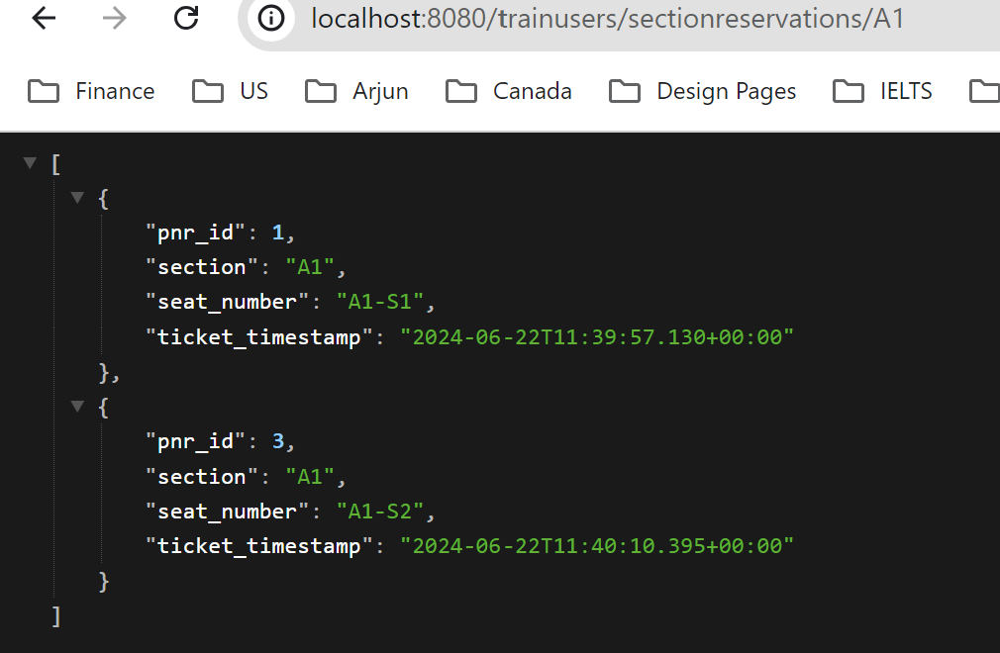 localhost:8080/trainusers/sectionreservations/A1
Finance US Arjun Canada Design Pages IELTS
[
{
"pnr_id": 1,
"section": "A1",
"seat_number": "A1-S1",
"ticket_timestamp": "2024-06-22T11:39:57.130+00:00"
},
{
"pnr_id": 3,
"section": "A1",
"seat_number": "A1-S2",
"ticket_timestamp": "2024-06-22T11:40:10.395+00:00"
}
]